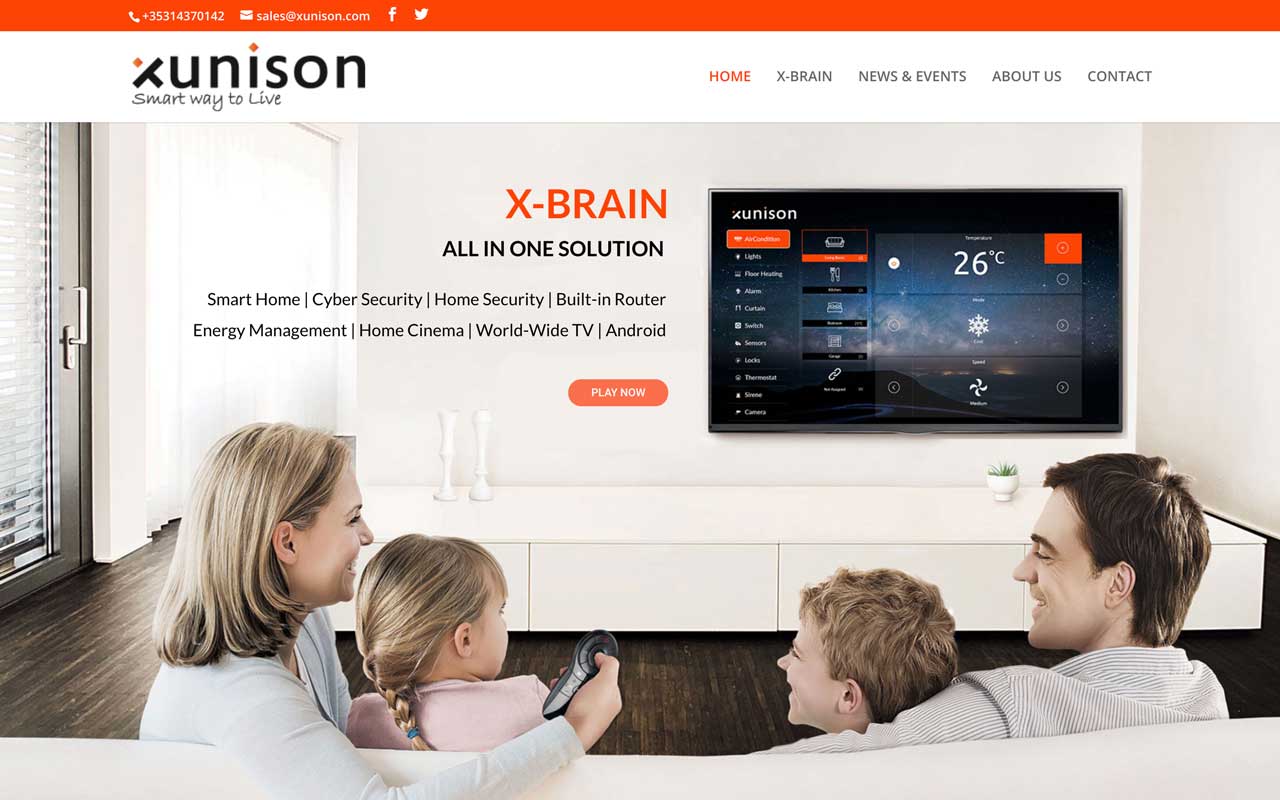 +35314370142 sales@xunison.com
xunison
Smart way to Live
HOME X-BRAIN NEWS & EVENTS ABOUT US CONTACT
X-BRAIN
ALL IN ONE SOLUTION
Smart Home | Cyber Security | Home Security | Built-in Router
Energy Management | Home Cinema | World-Wide TV | Android
PLAY NOW
xunison
AirCondition
Lights
Floor Heating
Alarm
Curtain
Switch
Sensors
Locks
Thermostat
Sirene
Camera
Living Room
Kitchen
Bedroom
Garage
Not Assigned
Temperature
26°C
Mode
Cool
Speed
Medium